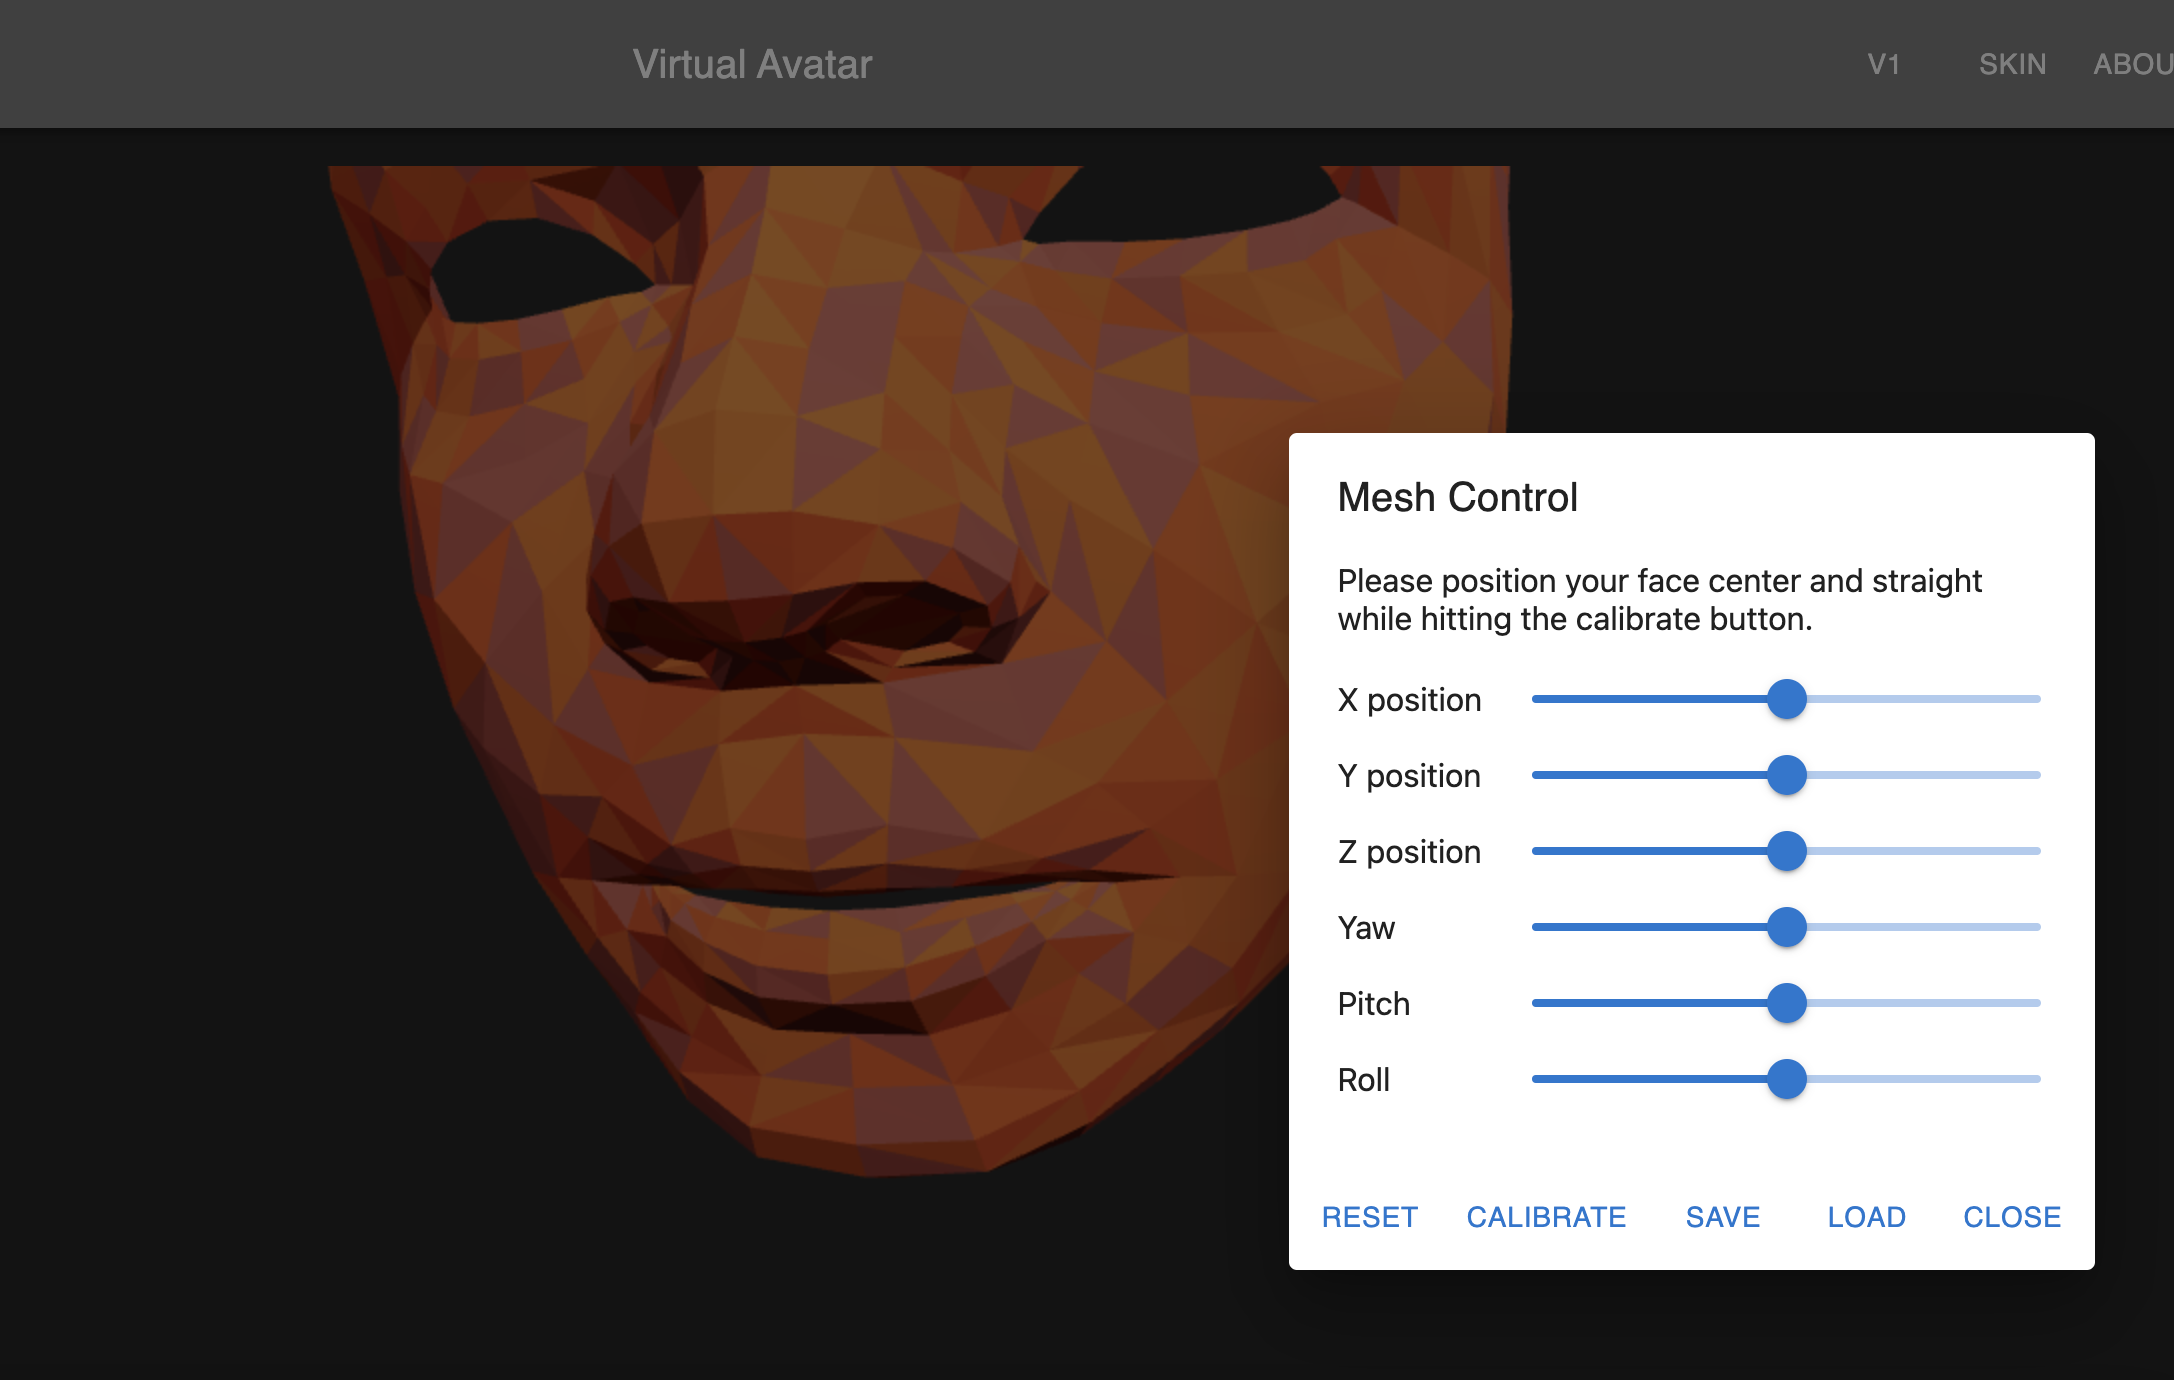 Virtual Avatar
V1
SKIN
ABOU
Mesh Control
Please position your face center and straight
while hitting the calibrate button.
X position
Y position
Z position
Yaw
Pitch
Roll
RESET
CALIBRATE
SAVE
LOAD
CLOSE